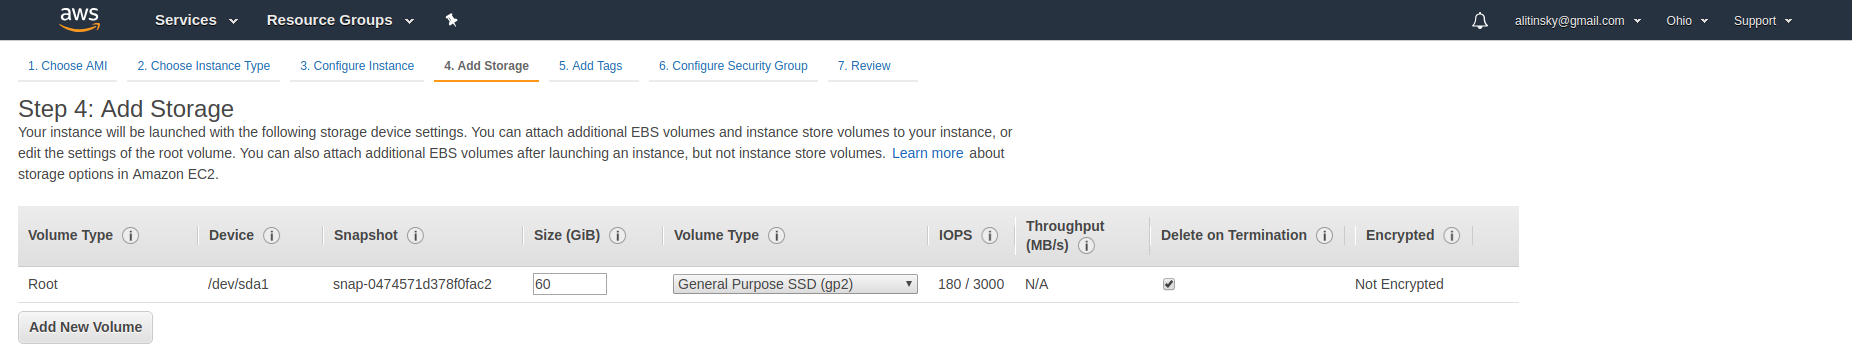 aws Services Resource Groups alitinsky@gmail.com Ohio Support
1. Choose AMI 2. Choose Instance Type 3. Configure Instance 4. Add Storage 5. Add Tags 6. Configure Security Group 7. Review
Step 4: Add Storage
Your instance will be launched with the following storage device settings. You can attach additional EBS volumes and instance store volumes to your instance, or
edit the settings of the root volume. You can also attach additional EBS volumes after launching an instance, but not instance store volumes. Learn more about
storage options in Amazon EC2.
Volume Type Device Snapshot Size (GiB) Volume Type IOPS Throughput (MB/s) Delete on Termination Encrypted
Root /dev/sda1 snap-0474571d378f0fac2 60 General Purpose SSD (gp2) 180 / 3000 N/A Not Encrypted
Add New Volume